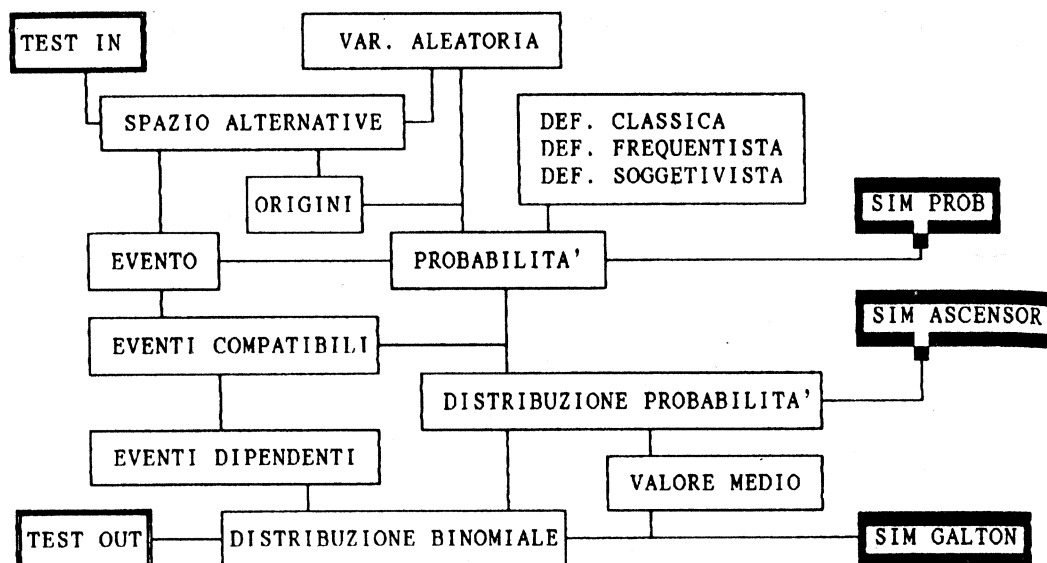 TEST IN
VAR. ALEATORIA
SPAZIO ALTERNATIVE
DEF. CLASSICA
DEF. FREQUENTISTA
DEF. SOGGETIVISTA
ORIGINI
SIM PROB
EVENTO
PROBABILITA'
SIM ASCENSOR
EVENTI COMPATIBILI
DISTRIBUZIONE PROBABILITA'
EVENTI DIPENDENTI
VALORE MEDIO
TEST OUT
DISTRIBUZIONE BINOMIALE
SIM GALTON